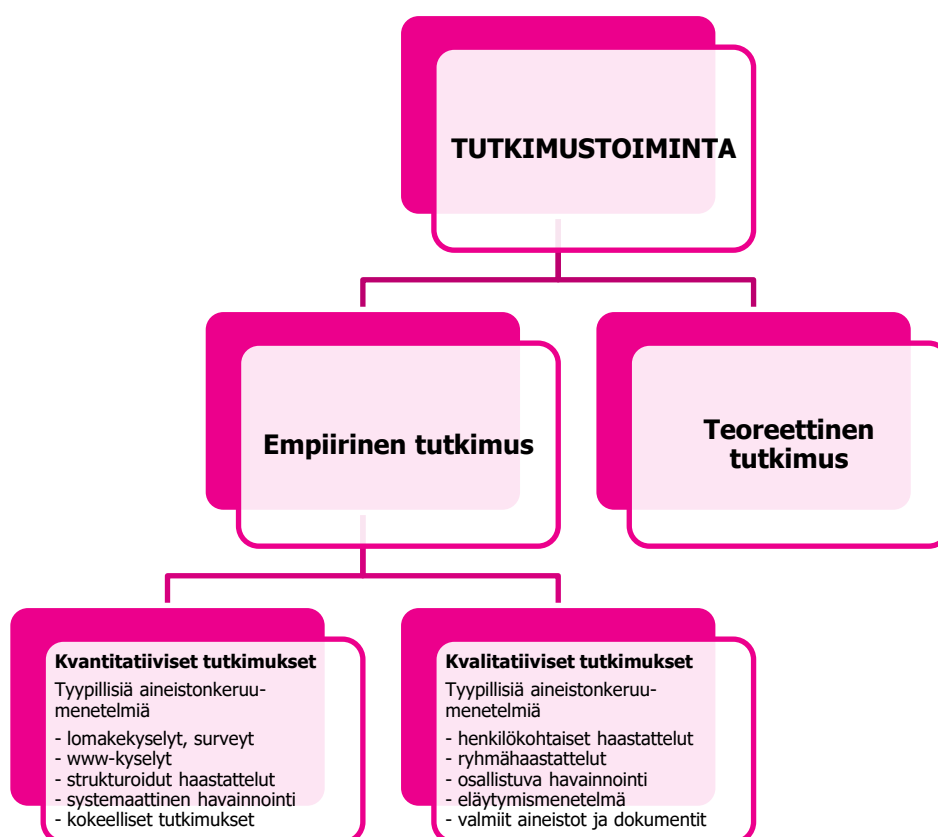 TUTKIMUSTOIMINTA
Empiirinen tutkimus
Teoreettinen
tutkimus
Kvantitatiiviset tutkimukset
Tyypillisiä aineistonkeruu-
menetelmiä
- lomakekyselyt, surveyt
- www-kyselyt
- strukturoidut haastattelut
- systemaattinen havainnointi
- kokeelliset tutkimukset
Kvalitatiiviset tutkimukset
Tyypillisiä aineistonkeruu-
menetelmiä
- henkilökohtaiset haastattelut
- ryhmähaastattelut
- osallistuva havainnointi
- eläytymismenetelmä
- valmiit aineistot ja dokumentit